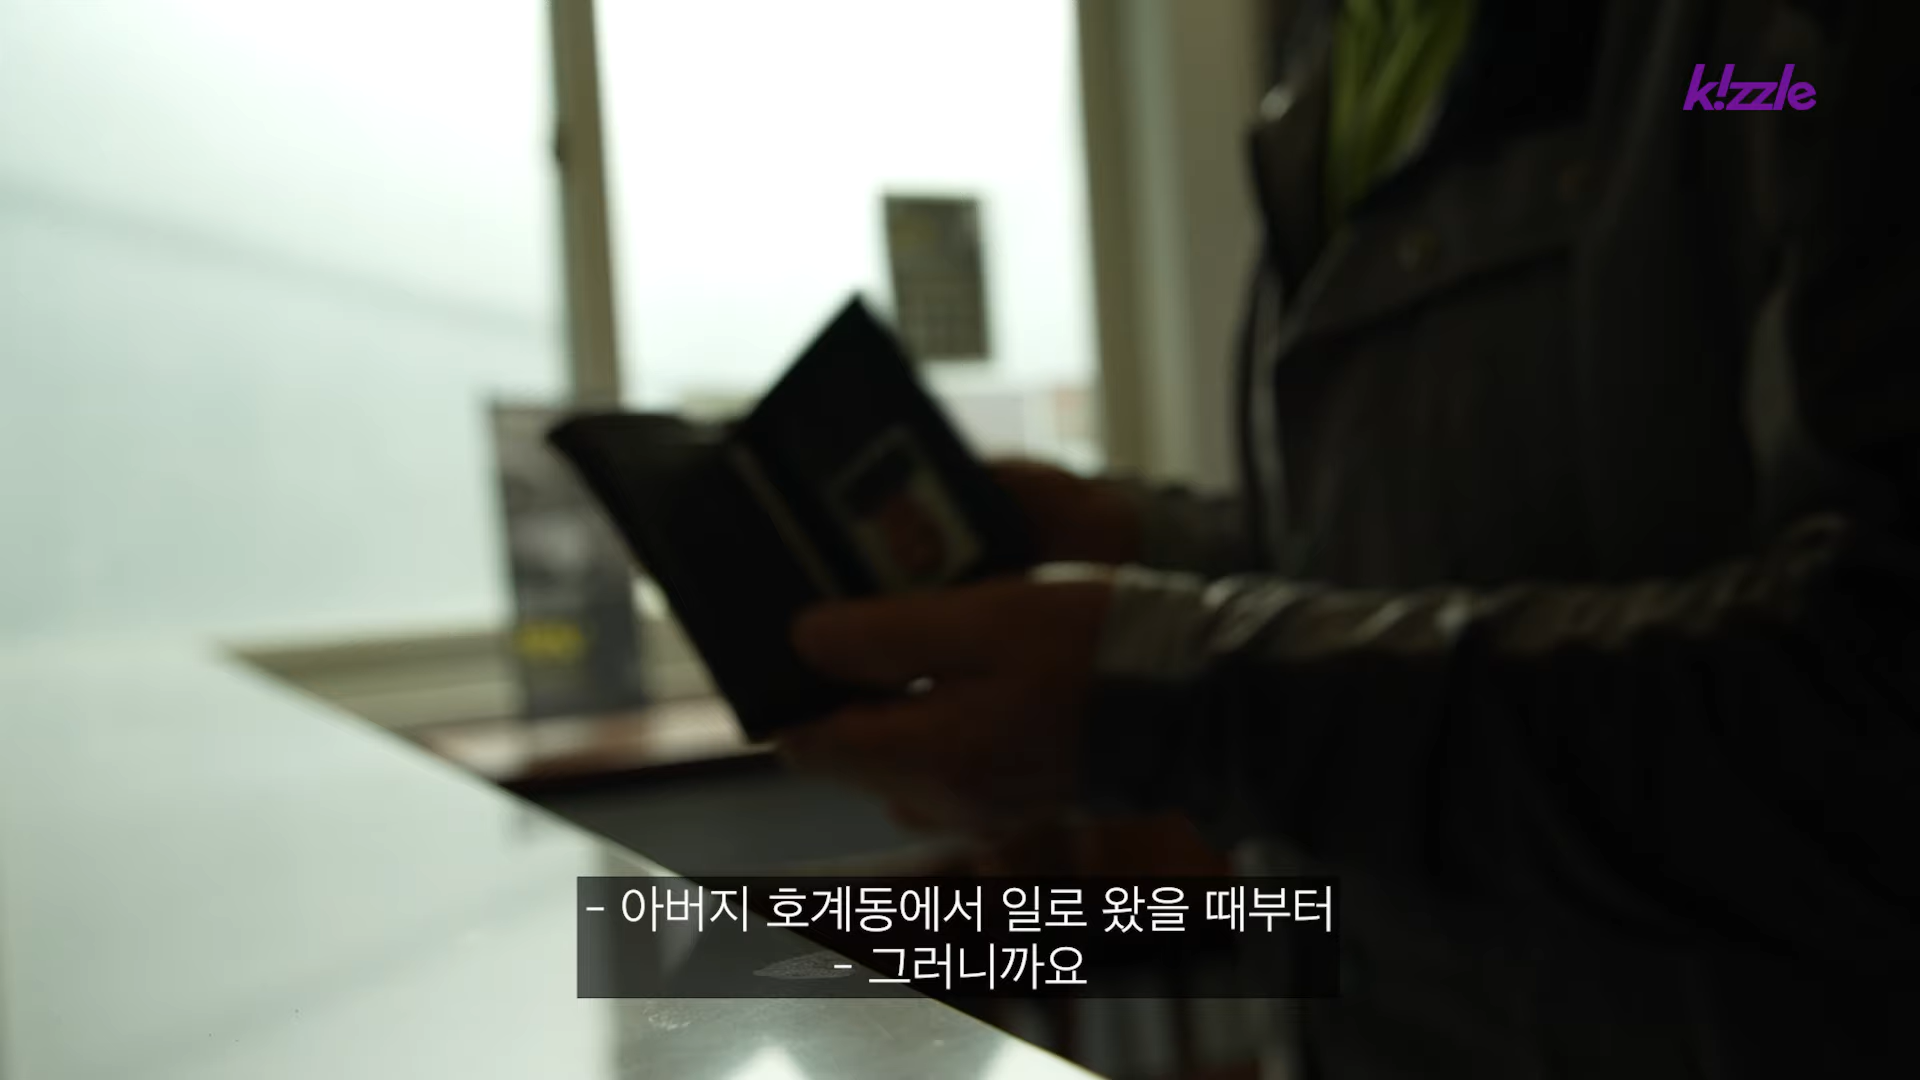 k!zzle
- 아버지 호계동에서 일로 왔을 때부터
- 그러니까요